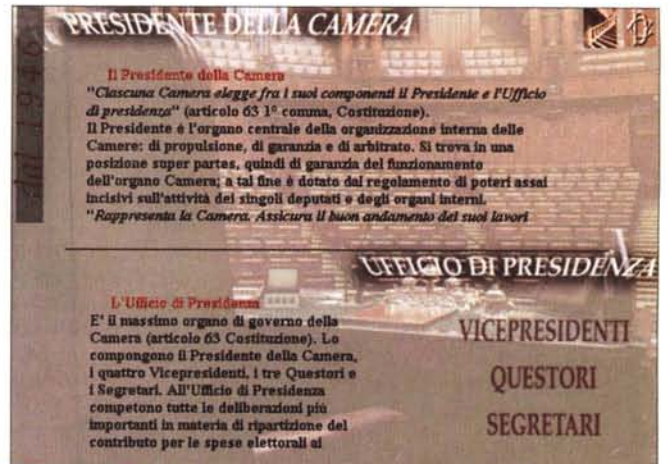 PRESIDENTE DELLA CAMERA
dal 1946
Il Presidente della Camera
"Ciascuna Camera elegge fra i suoi componenti il Presidente e l'Ufficio
di presidenza" (articolo 63 1° comma, Costituzione).
Il Presidente è l'organo centrale della organizzazione interna delle
Camere: di propulsione, di garanzia e di arbitrato. Si trova in una
posizione super partes, quindi di garanzia del funzionamento
dell'organo Camera; a tal fine è dotato dal regolamento di poteri assai
incisivi sull'attività dei singoli deputati e degli organi interni.
"Rappresenta la Camera. Assicura il buon andamento dei suoi lavori
UFFICIO DI PRESIDENZA
L'Ufficio di Presidenza
E' il massimo organo di governo della
Camera (articolo 63 Costituzione). Lo
compongono il Presidente della Camera,
i quattro Vicepresidenti, i tre Questori e
i Segretari. All'Ufficio di Presidenza
competono tutte le deliberazioni più
importanti in materia di ripartizione del
contributo per le spese elettorali ai
VICEPRESIDENTI
QUESTORI
SEGRETARI